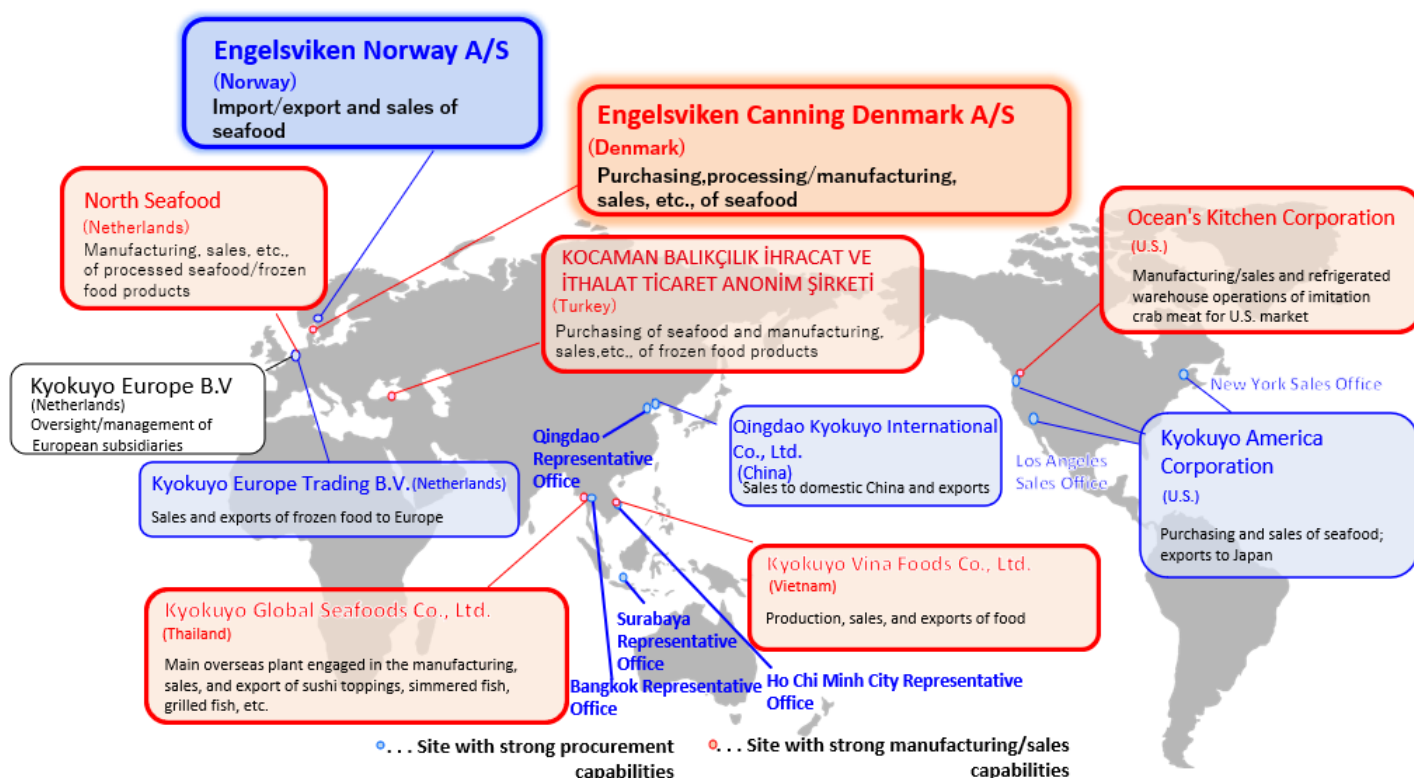 Engelsviken Norway A/S
(Norway)
Import/export and sales of
seafood
Engelsviken Canning Denmark A/S
(Denmark)
Purchasing,processing/manufacturing,
sales, etc., of seafood
North Seafood
(Netherlands)
Manufacturing, sales, etc.,
of processed seafood/frozen
food products
KOCAMAN BALIKÇILIK İHRACAT VE
İTHALAT TİCARET ANONİM ŞİRKETİ
(Turkey)
Purchasing of seafood and manufacturing,
sales,etc., of frozen food products
Ocean's Kitchen Corporation
(U.S.)
Manufacturing/sales and refrigerated
warehouse operations of imitation
crab meat for U.S. market
Kyokuyo Europe B.V
(Netherlands)
Oversight/management of
European subsidiaries
New York Sales Office
Qingdao
Representative
Office
Qingdao Kyokuyo International
Co., Ltd.
(China)
Sales to domestic China and exports
Los Angeles
Sales Office
Kyokuyo America
Corporation
(U.S.)
Purchasing and sales of seafood;
exports to Japan
Kyokuyo Europe Trading B.V.(Netherlands)
Sales and exports of frozen food to Europe
Kyokuyo Global Seafoods Co., Ltd.
(Thailand)
Main overseas plant engaged in the manufacturing,
sales, and export of sushi toppings, simmered fish,
grilled fish, etc.
Surabaya
Representative
Office
Bangkok Representative
Office
Kyokuyo Vina Foods Co., Ltd.
(Vietnam)
Production, sales, and exports of food
Ho Chi Minh City Representative
Office
. . . Site with strong procurement
capabilities
. . . Site with strong manufacturing/sales
capabilities